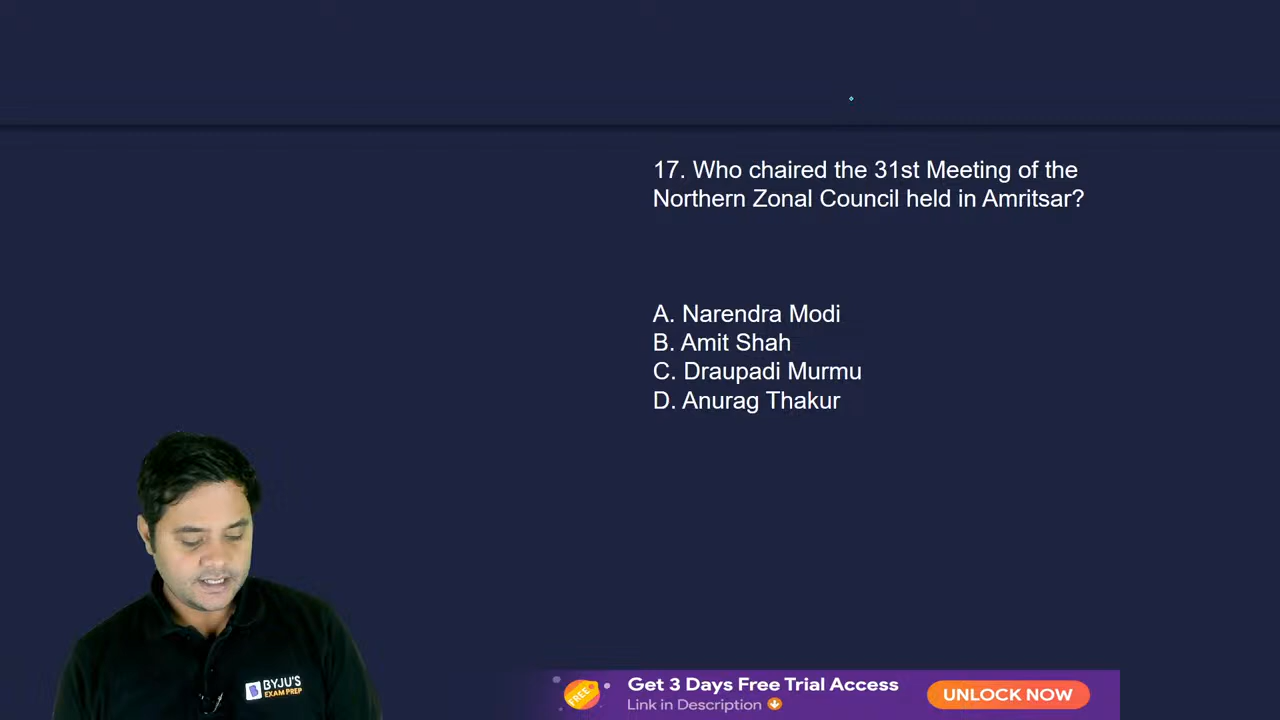 17. Who chaired the 31st Meeting of the
Northern Zonal Council held in Amritsar?
A. Narendra Modi
B. Amit Shah
C. Draupadi Murmu
D. Anurag Thakur
BYJU'S
EXAM PREP
FREE
Get 3 Days Free Trial Access
Link in Description
UNLOCK NOW